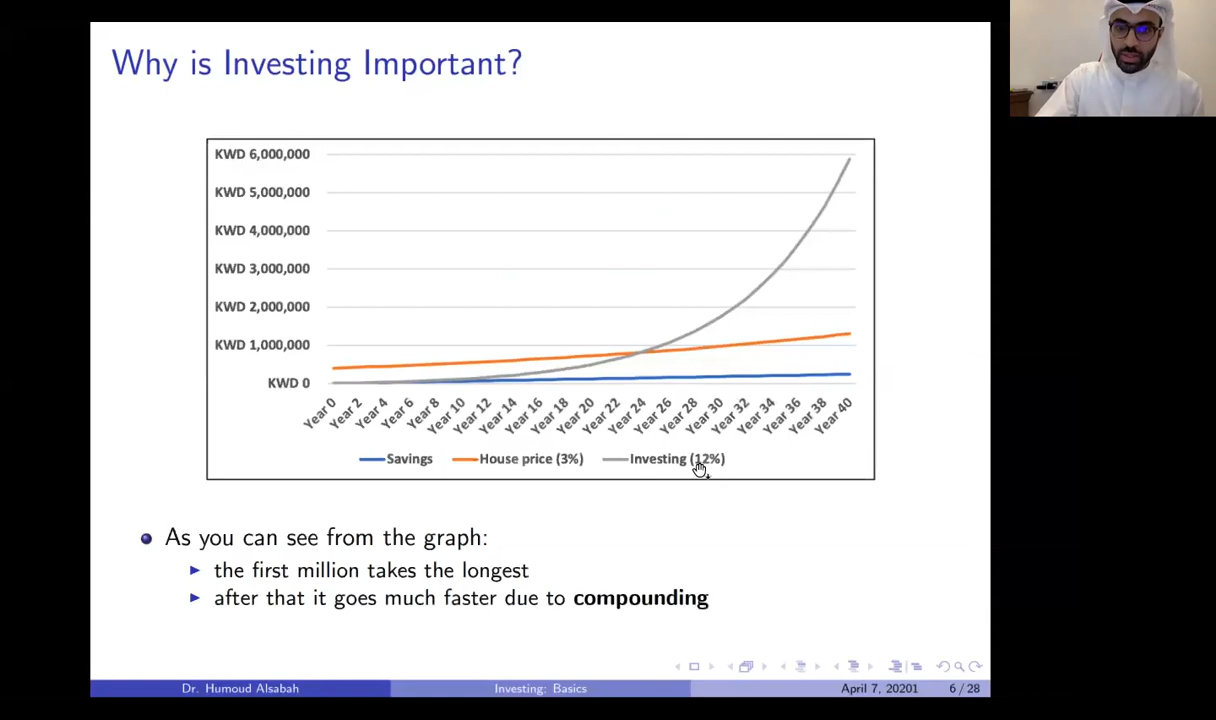 Why is Investing Important?
KWD 6,000,000
KWD 5,000,000
KWD 4,000,000
KWD 3,000,000
KWD 2,000,000
KWD 1,000,000
KWD 0
Year 0 Year 2 Year 4 Year 6 Year 8 Year 10 Year 12 Year 14 Year 16 Year 18 Year 20 Year 22 Year 24 Year 26 Year 28 Year 30 Year 32 Year 34 Year 36 Year 38 Year 40
Savings House price (3%) Investing (12%)
As you can see from the graph:
the first million takes the longest
after that it goes much faster due to compounding
Dr. Humoud Alsabah Investing: Basics April 7, 20201 6 / 28